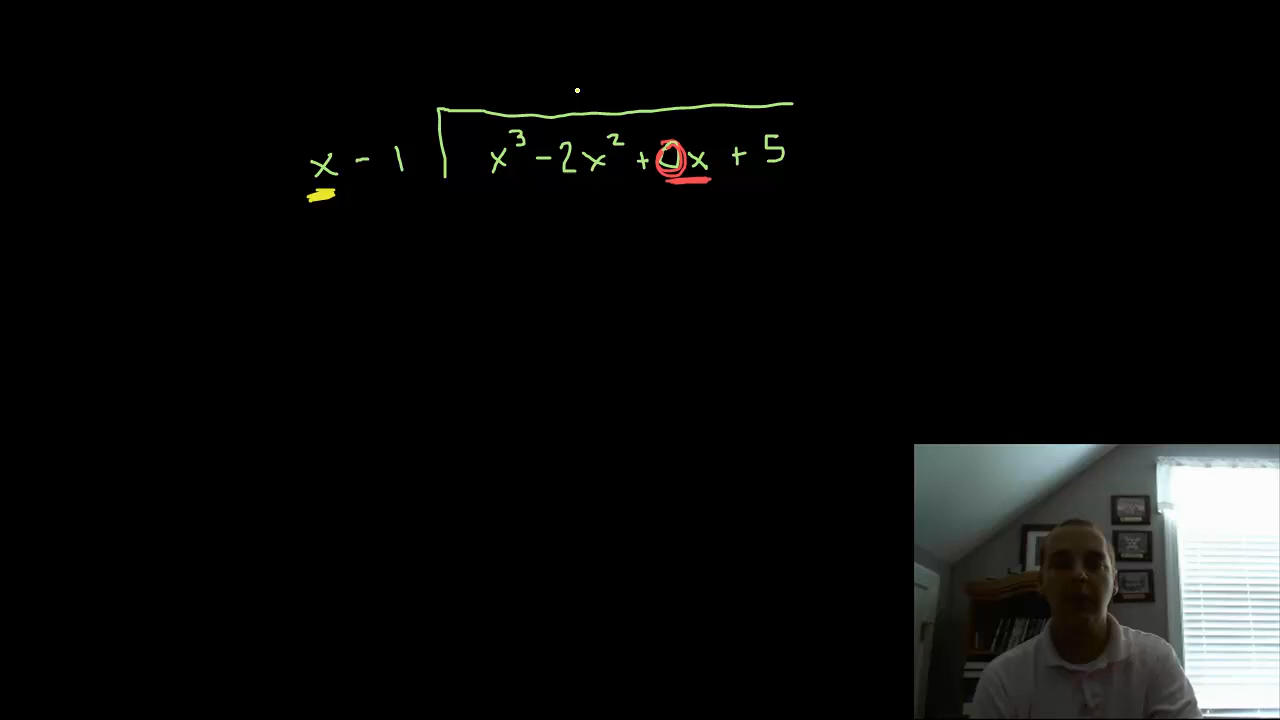 x - 1 x³ - 2x² + 0x + 5